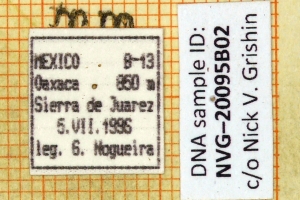 MEXICO 8-13
Oaxaca 850 m
Sierra de Juarez
5.VII.1996
leg. G. Nogueira
DNA sample ID:
NVG-20095B02
c/o Nick V. Grishin